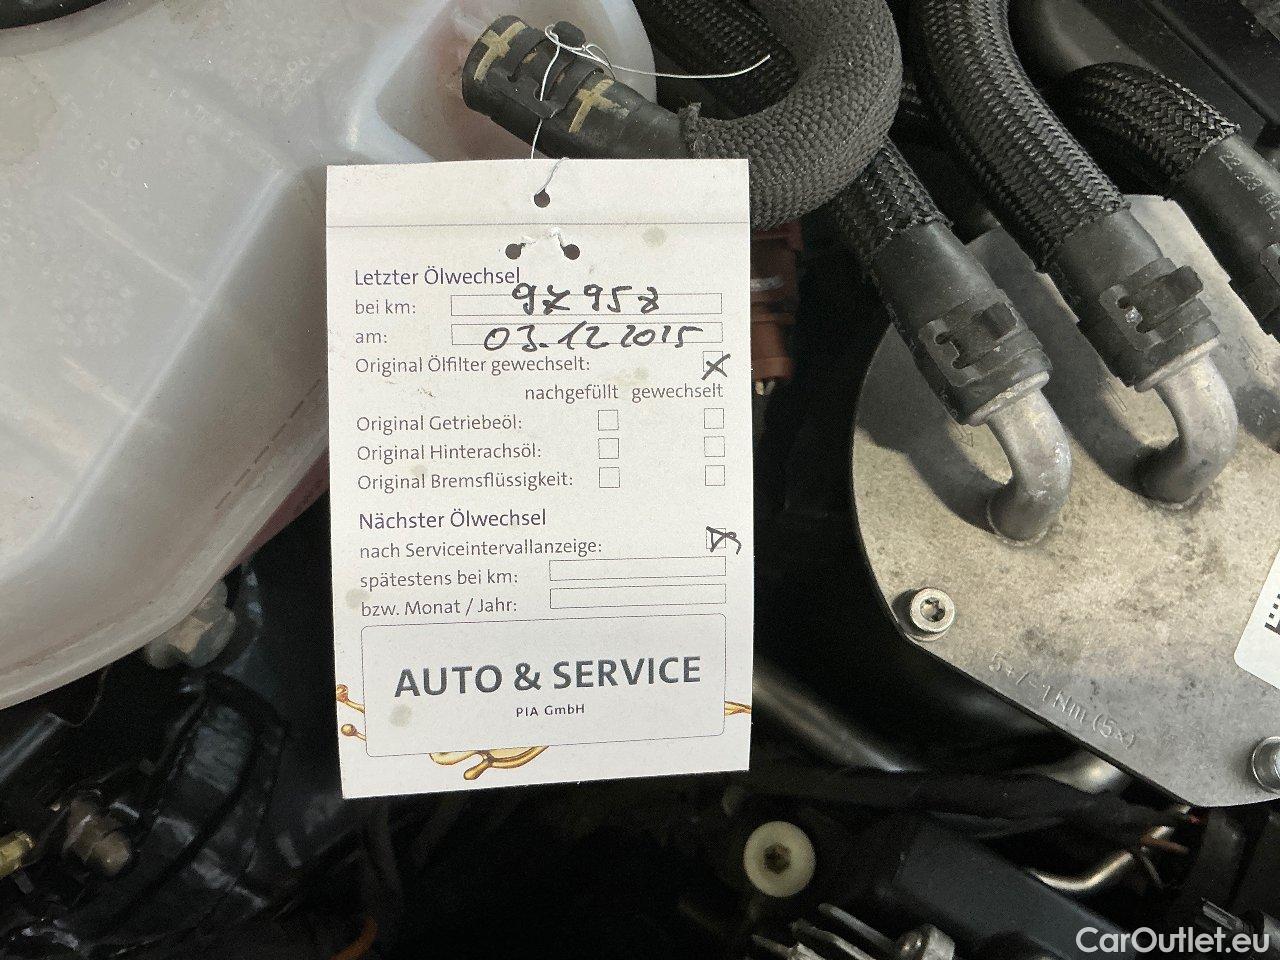 Letzter Ölwechsel
bei km: 97957
am: 03.12 2015
Original Ölfilter gewechselt:
nachgefüllt gewechselt
Original Getriebeöl:
Original Hinterachsöl:
Original Bremsflüssigkeit:
Nächster Ölwechsel
nach Serviceintervallanzeige:
spätestens bei km:
bzw. Monat / Jahr:
AUTO & SERVICE
PIA GmbH
CarOutlet.eu